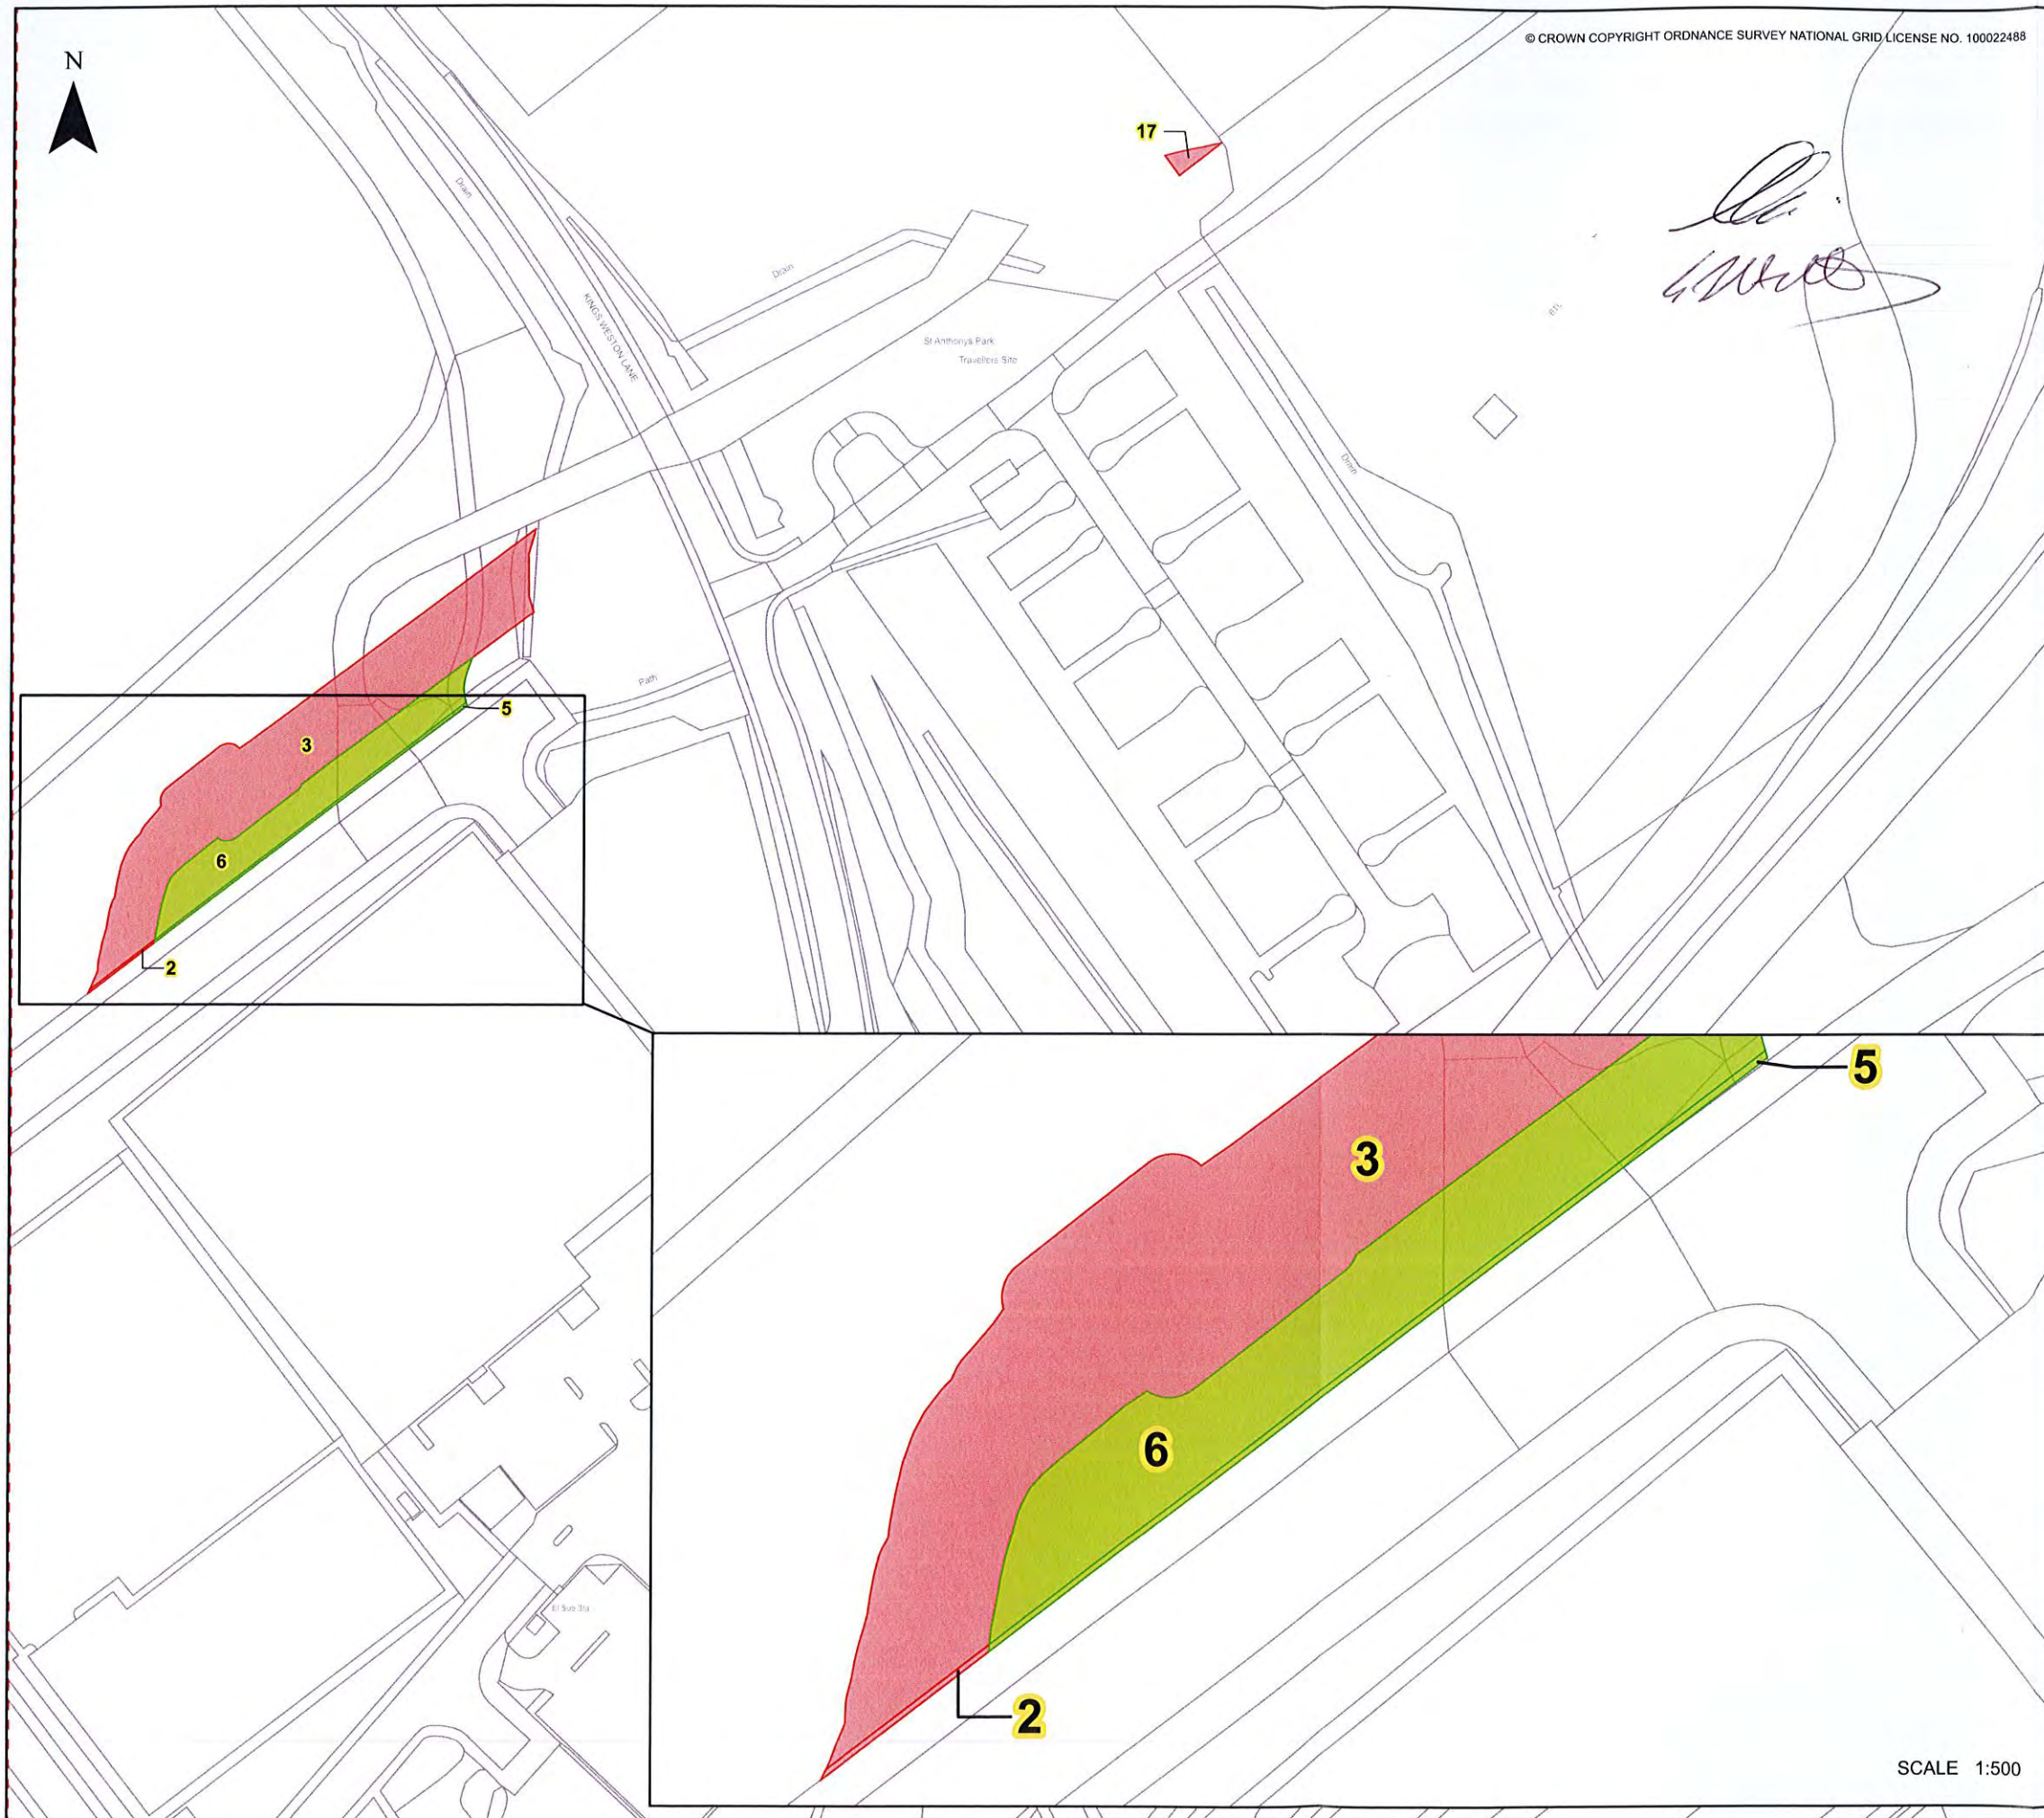 © CROWN COPYRIGHT ORDNANCE SURVEY NATIONAL GRID LICENSE NO. 100022488
N
17
Drain
Drain
KINGS WESTON LANE
St Anthonys Park
Travellers Site
ETL
Drain
Path
5
3
6
2
5
3
6
2
El Sub Sta
SCALE 1:500